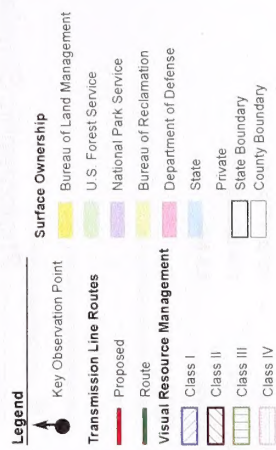 Legend
Key Observation Point
Transmission Line Routes
Proposed
Route
Visual Resource Management
Class I
Class II
Class III
Class IV
Surface Ownership
Bureau of Land Management
U.S. Forest Service
National Park Service
Bureau of Reclamation
Department of Defense
State
Private
State Boundary
County Boundary